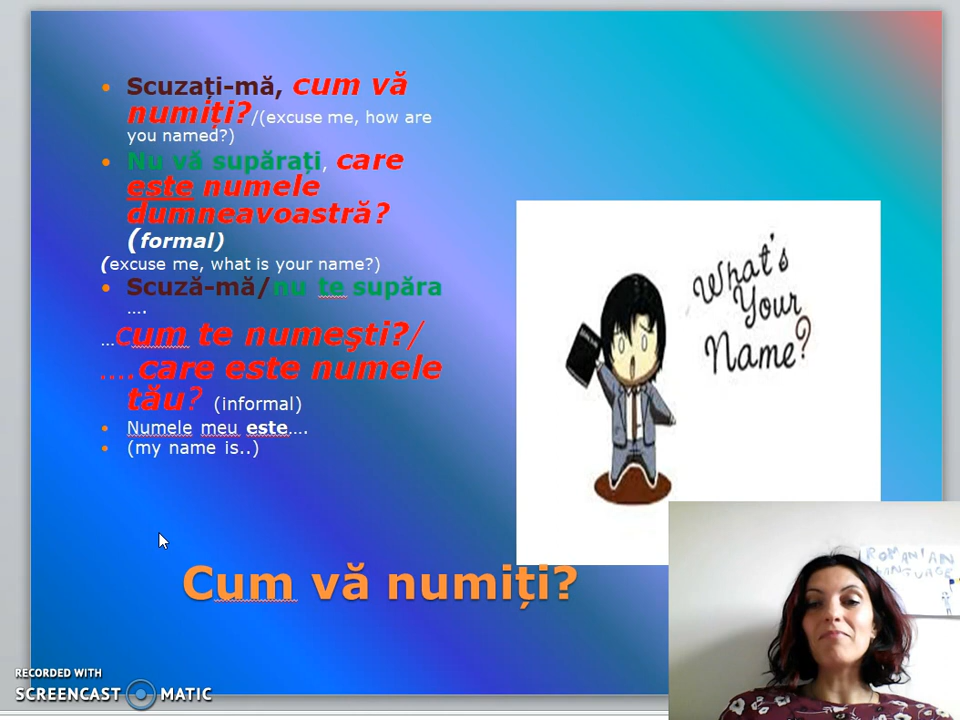 Scuzați-mă, cum vă
numiți?/(excuse me, how are
you named?)
Nu vă supărați, care
este numele
dumneavoastră?
(formal)
(excuse me, what is your name?)
Scuză-mă/nu te supăra
….
…Cum te numeşti?/
….care este numele
tău? (informal)
Numele meu este….
(my name is..)
What's
Your
Name?
Cum vă numiți?
ROMANIAN
LANGUAGE
RECORDED WITH
SCREENCAST MATIC